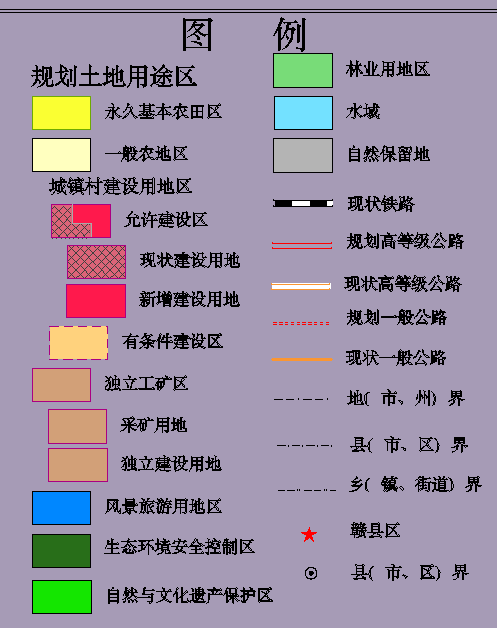 图 例
规划土地用途区
永久基本农田区
一般农地区
城镇村建设用地区
允许建设区
现状建设用地
新增建设用地
有条件建设区
独立工矿区
采矿用地
独立建设用地
风景旅游用地区
生态环境安全控制区
自然与文化遗产保护区
林业用地区
水域
自然保留地
现状铁路
规划高等级公路
现状高等级公路
规划一般公路
现状一般公路
地( 市、州) 界
县( 市、区) 界
乡( 镇、街道) 界
赣县区
县( 市、区) 界